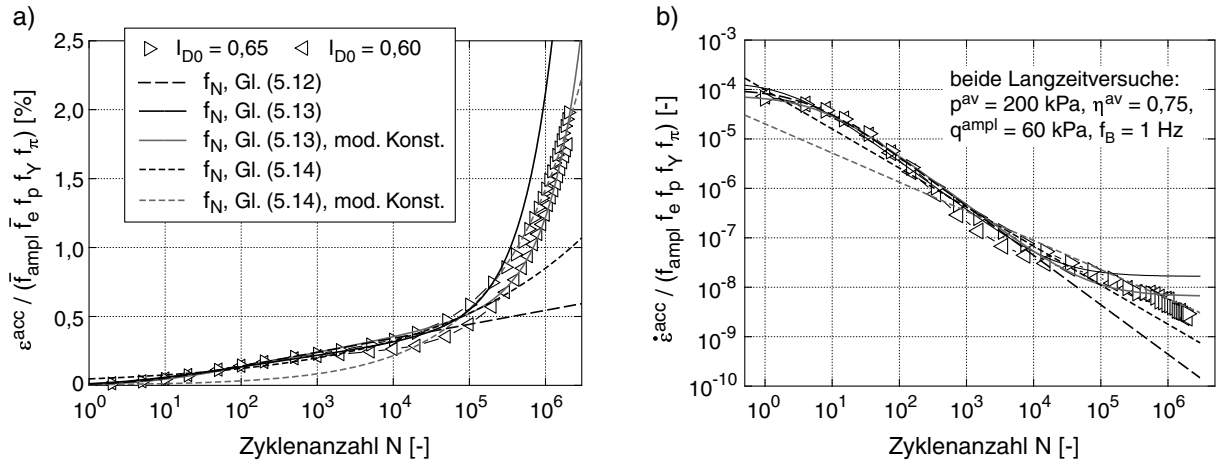 a)
ε^acc / (f̄_ampl f̄_e f_p f_Y f_π) [%]
2,5
2,0
1,5
1,0
0,5
0
I_D0 = 0,65 I_D0 = 0,60
f_N, Gl. (5.12)
f_N, Gl. (5.13)
f_N, Gl. (5.13), mod. Konst.
f_N, Gl. (5.14)
f_N, Gl. (5.14), mod. Konst.
10^0 10^1 10^2 10^3 10^4 10^5 10^6
Zyklenanzahl N [-]
b)
ε̇^acc / (f_ampl f_e f_p f_Y f_π) [-]
10^-3
10^-4
10^-5
10^-6
10^-7
10^-8
10^-9
10^-10
beide Langzeitversuche:
p^av = 200 kPa, η^av = 0,75,
q^ampl = 60 kPa, f_B = 1 Hz
10^0 10^1 10^2 10^3 10^4 10^5 10^6
Zyklenanzahl N [-]